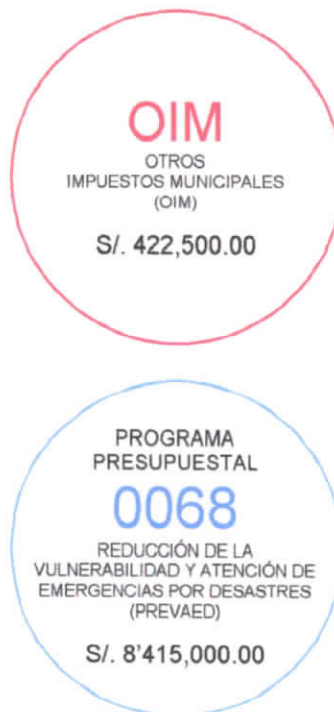 OIM
OTROS
IMPUESTOS MUNICIPALES
(OIM)
S/. 422,500.00
PROGRAMA
PRESUPUESTAL
0068
REDUCCIÓN DE LA
VULNERABILIDAD Y ATENCIÓN DE
EMERGENCIAS POR DESASTRES
(PREVAED)
S/. 8'415,000.00